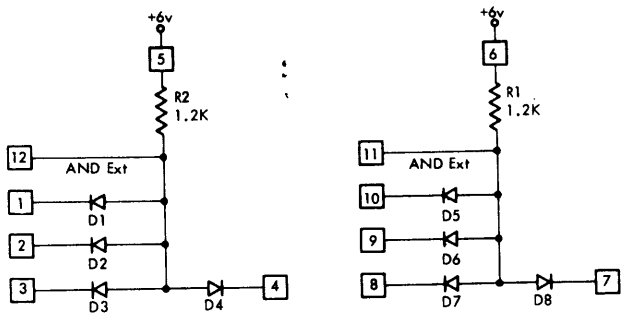 +6v
5
R2
1.2K
12
AND Ext
1
D1
2
D2
3
D3
D4
4
+6v
6
R1
1.2K
11
AND Ext
10
D5
9
D6
8
D7
D8
7